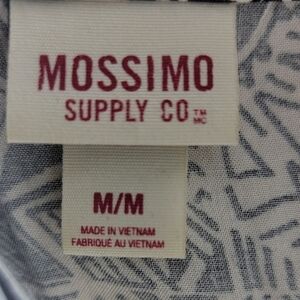 MOSSIMO
SUPPLY CO TM MC
M/M
MADE IN VIETNAM
FABRIQUÉ AU VIETNAM